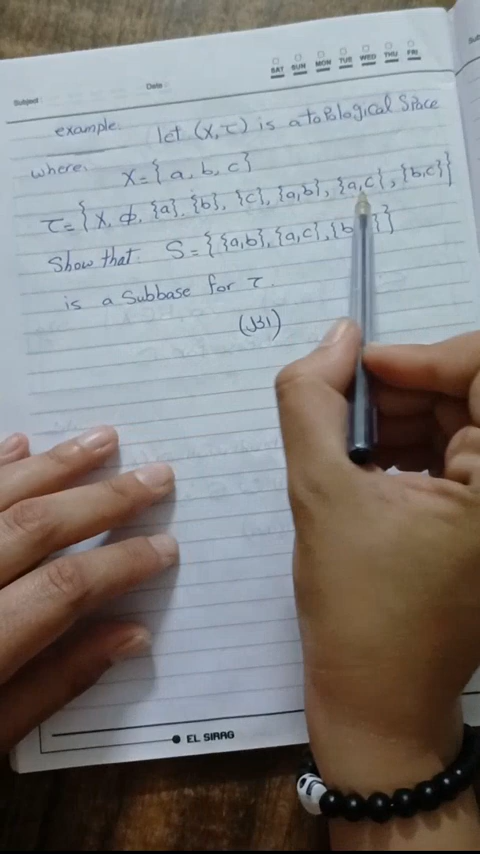 Subject :
Date :
SAT SUN MON TUE WED THU FRI
example. let (X,τ) is a topological Space
where. X={a,b,c}
τ={X,ϕ,{a},{b},{c},{a,b},{a,c},{b,c}}
Show that: S={{a,b},{a,c},{b }}
is a Subbase for τ.
EL SIRAG